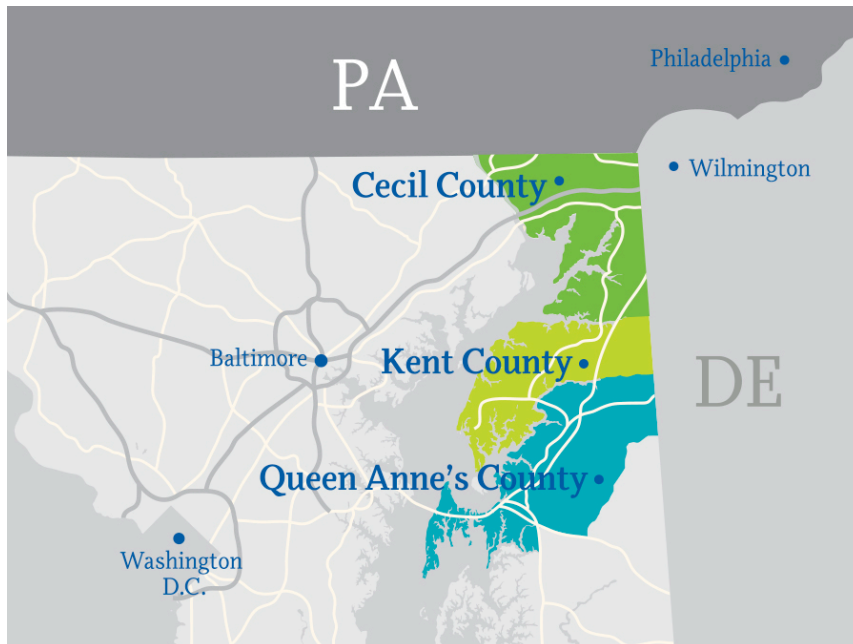 PA
Philadelphia
Cecil County
Wilmington
Baltimore
Kent County
DE
Queen Anne's County
Washington
D.C.